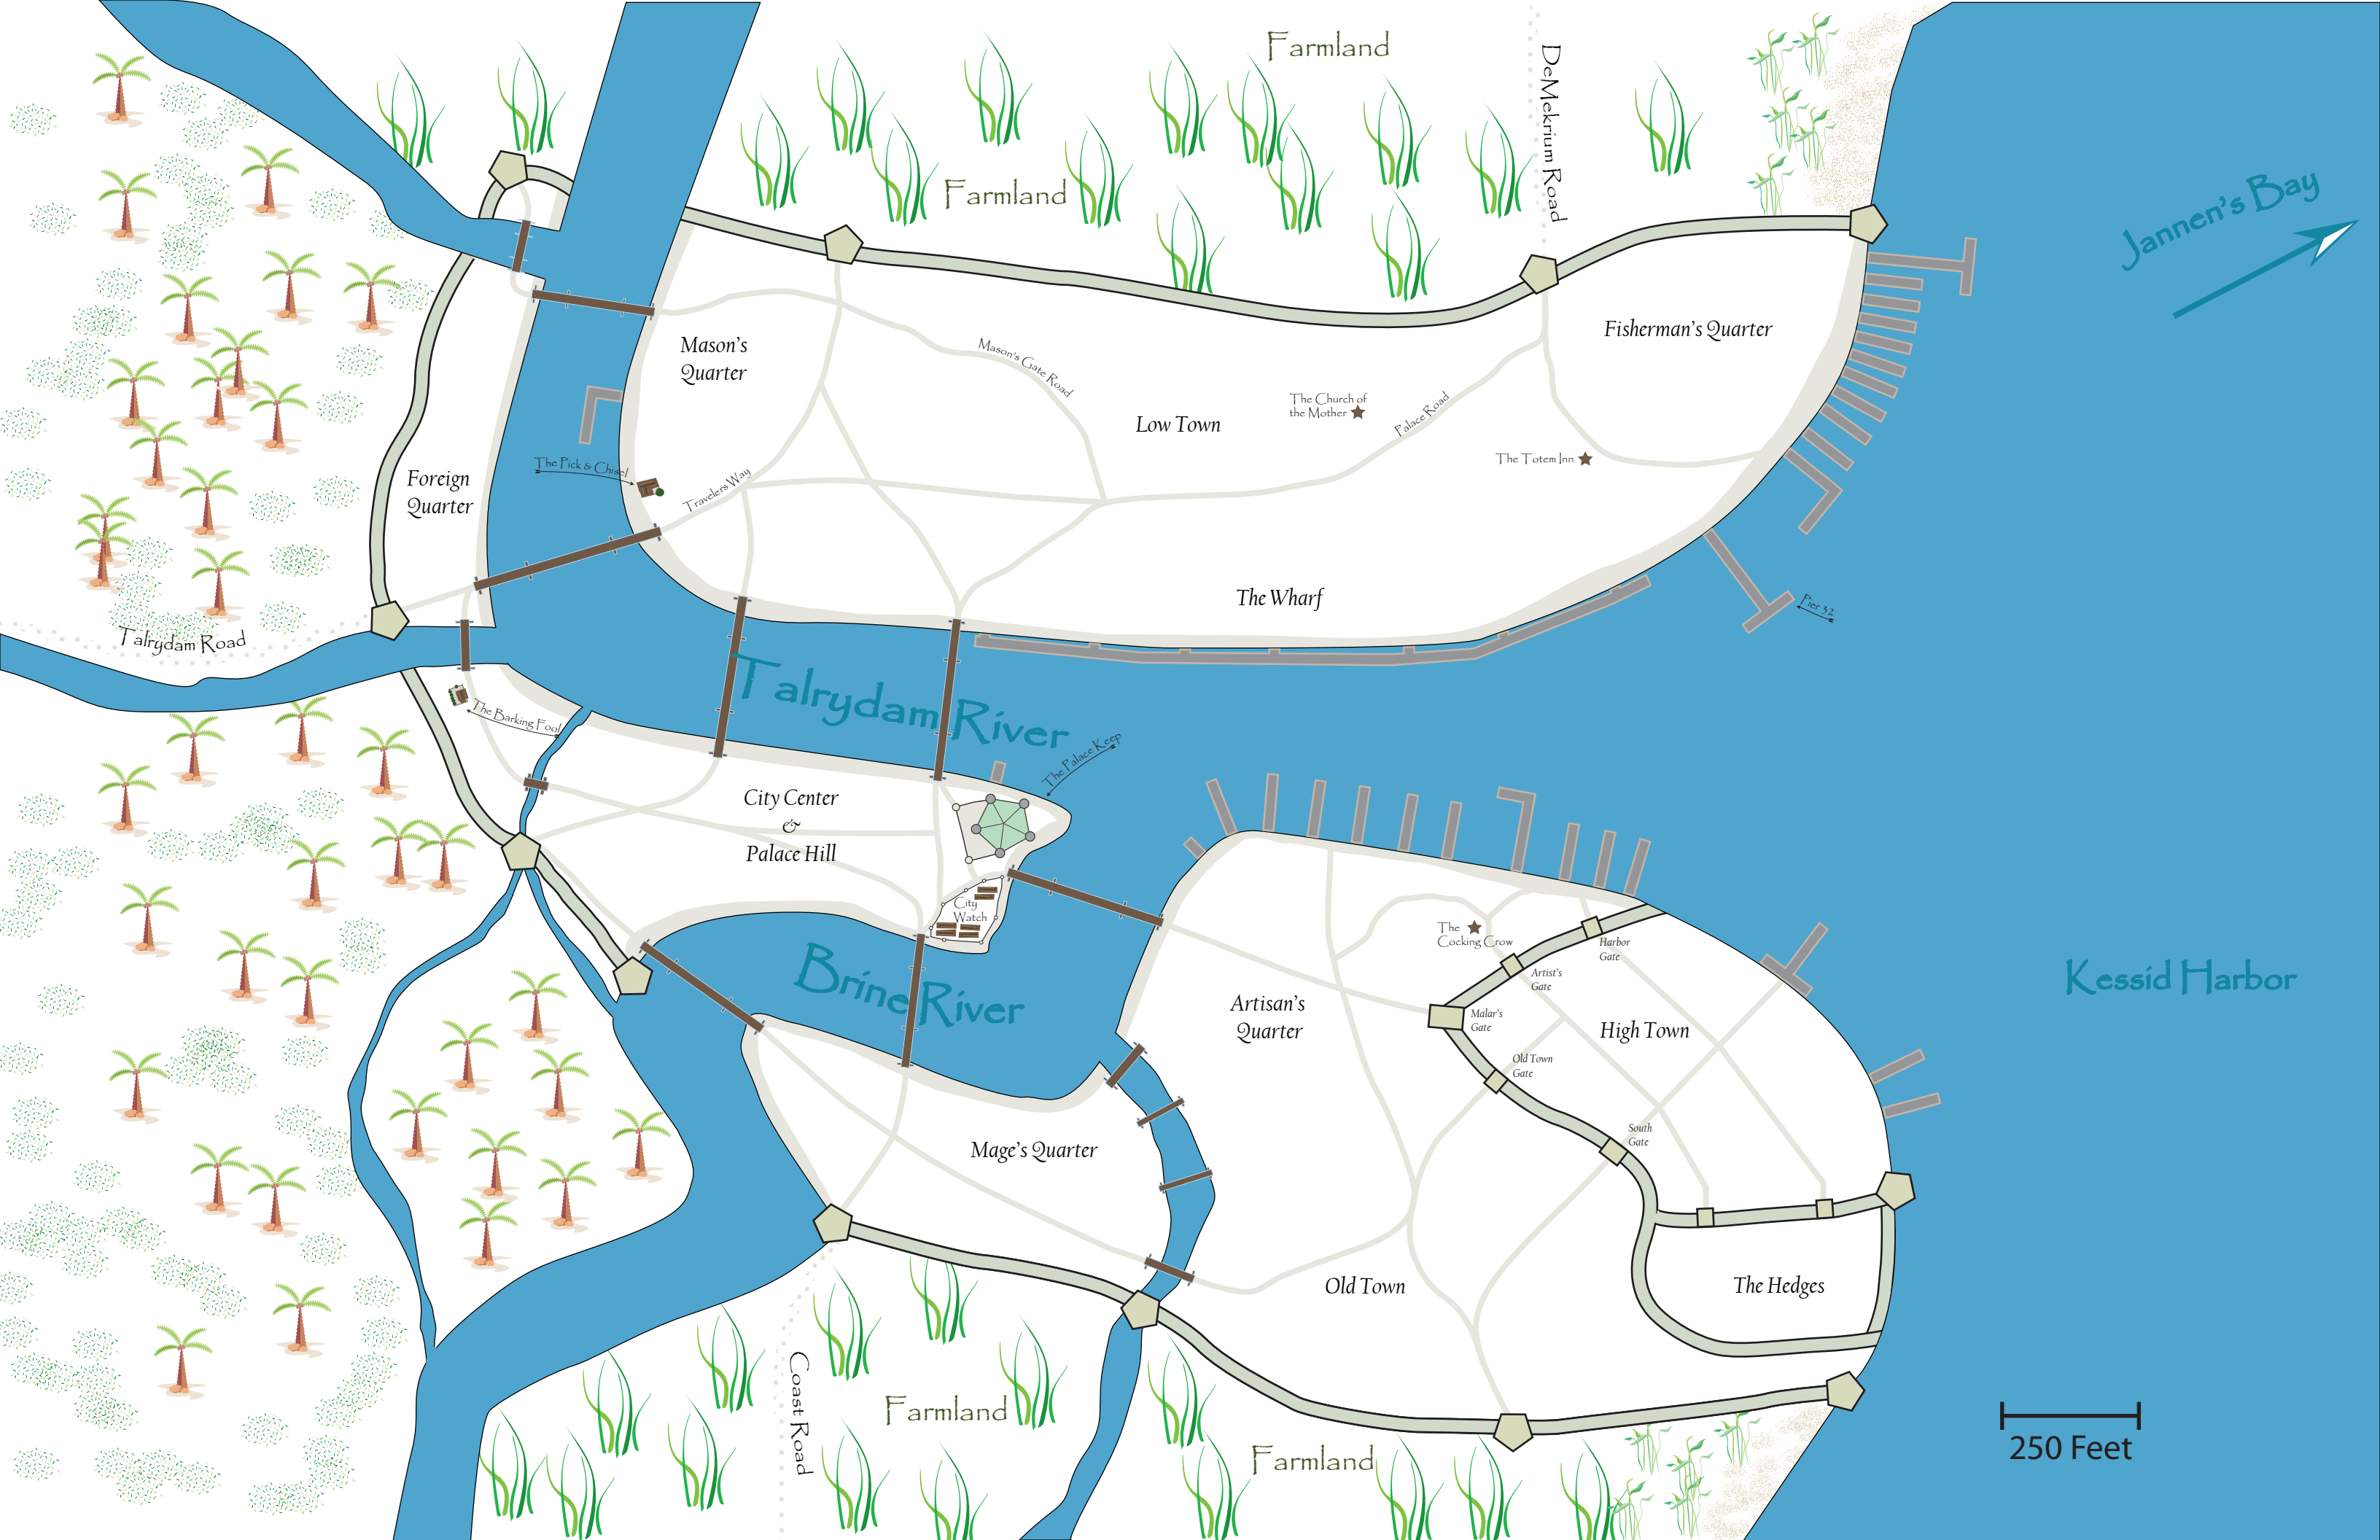 Farmland
DeMekrium Road
Farmland
Jannen's Bay
Mason's
Quarter
Mason's Gate Road
Fisherman's Quarter
The Church of
the Mother
Palace Road
Low Town
The Totem Inn
Foreign
Quarter
The Pick & Chisel
Travelers Way
The Wharf
Pier 32
Talrydam Road
Talrydam River
The Barking Fool
The Palace Keep
City Center
&
Palace Hill
City
Watch
Brine River
The
Cocking Crow
Harbor
Gate
Artist's
Gate
Malar's
Gate
Old Town
Gate
South
Gate
Artisan's
Quarter
High Town
Kessid Harbor
Mage's Quarter
Old Town
The Hedges
Coast Road
Farmland
Farmland
250 Feet